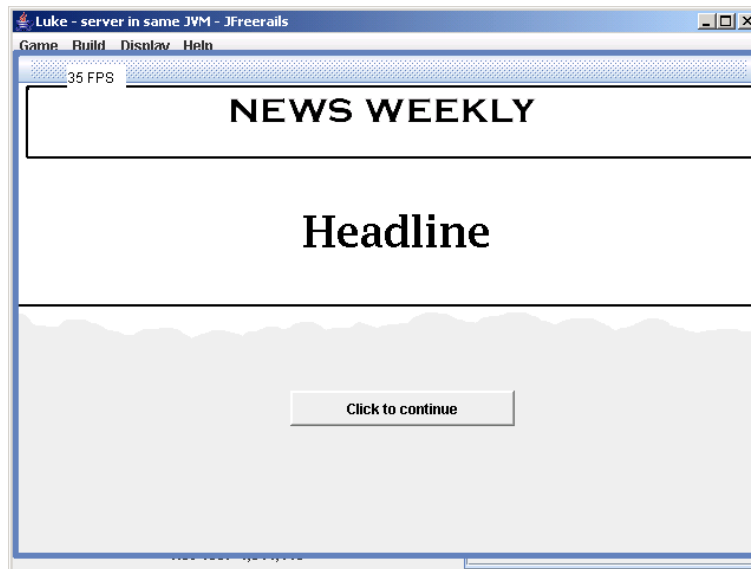 Luke - server in same JVM - JFreerails
Game Build Display Help
35 FPS
NEWS WEEKLY
Headline
Click to continue